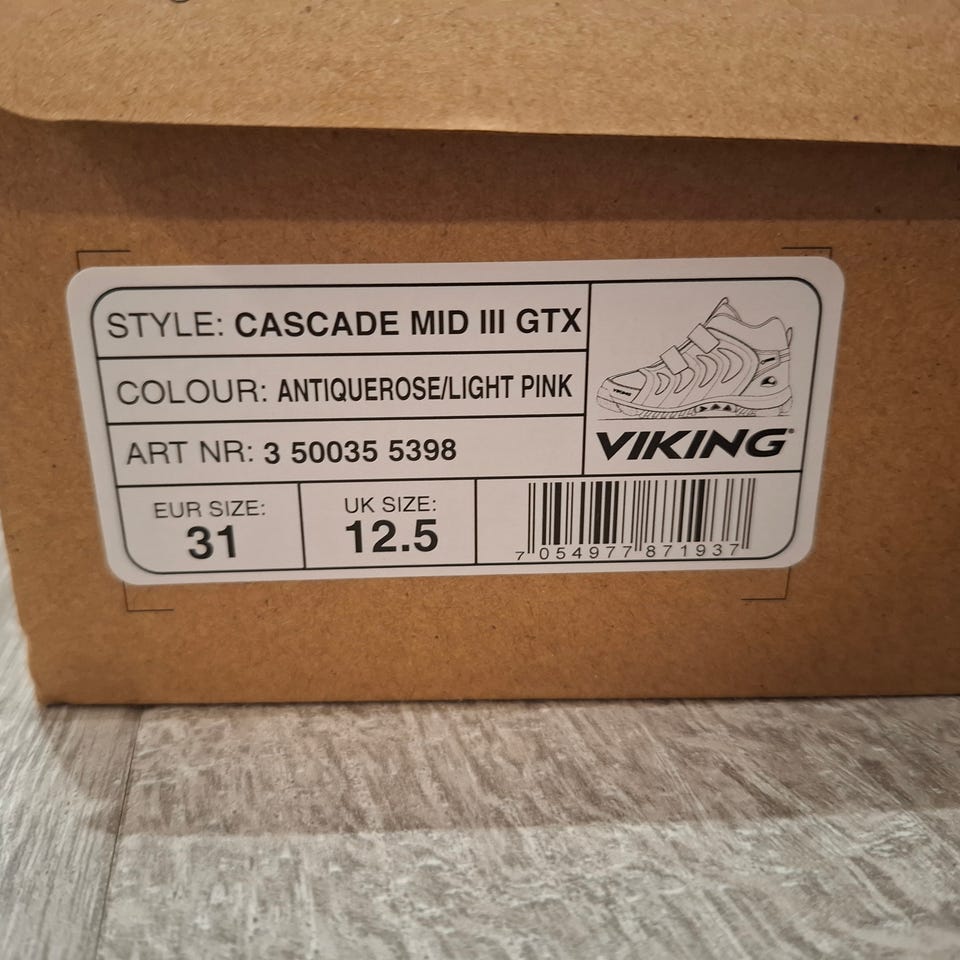 STYLE: CASCADE MID III GTX
COLOUR: ANTIQUEROSE/LIGHT PINK
ART NR: 3 50035 5398
VIKING
VIKING®
EUR SIZE:
31
UK SIZE:
12.5
7 054977 871937